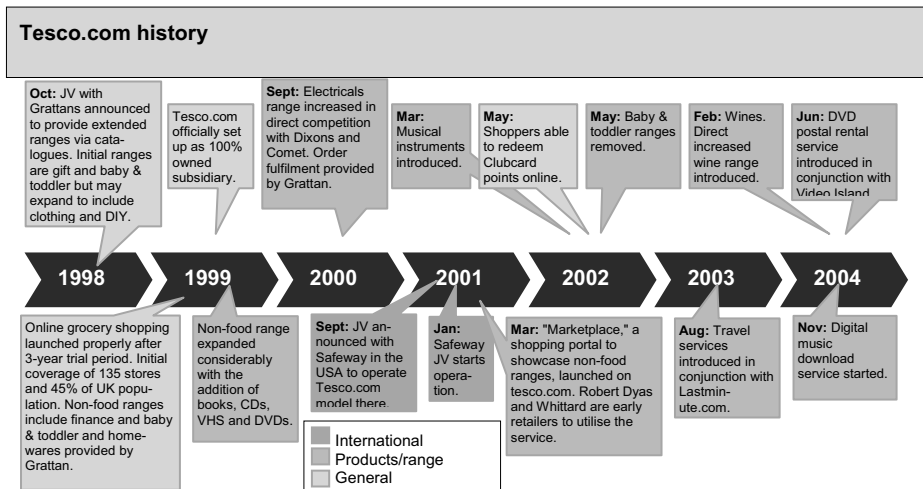 Tesco.com history
Oct: JV with
Grattans announced
to provide extended
ranges via cata-
logues. Initial ranges
are gift and baby &
toddler but may
expand to include
clothing and DIY.
Tesco.com
officially set
up as 100%
owned
subsidiary.
Sept: Electricals
range increased in
direct competition
with Dixons and
Comet. Order
fulfilment provided
by Grattan.
Mar:
Musical
instruments
introduced.
May:
Shoppers able
to redeem
Clubcard
points online.
May: Baby &
toddler ranges
removed.
Feb: Wines.
Direct
increased
wine range
introduced.
Jun: DVD
postal rental
service
introduced in
conjunction with
Video Island
1998
1999
2000
2001
2002
2003
2004
Online grocery shopping
launched properly after
3-year trial period. Initial
coverage of 135 stores
and 45% of UK popu-
lation. Non-food ranges
include finance and baby
& toddler and home-
wares provided by
Grattan.
Non-food range
expanded
considerably
with the
addition of
books, CDs,
VHS and DVDs.
Sept: JV an-
nounced with
Safeway in the
USA to operate
Tesco.com
model there.
Jan:
Safeway
JV starts
opera-
tion.
Mar: "Marketplace," a
shopping portal to
showcase non-food
ranges, launched on
tesco.com. Robert Dyas
and Whittard are early
retailers to utilise the
service.
Aug: Travel
services
introduced in
conjunction with
Lastmin-
ute.com.
Nov: Digital
music
download
service started.
International
Products/range
General